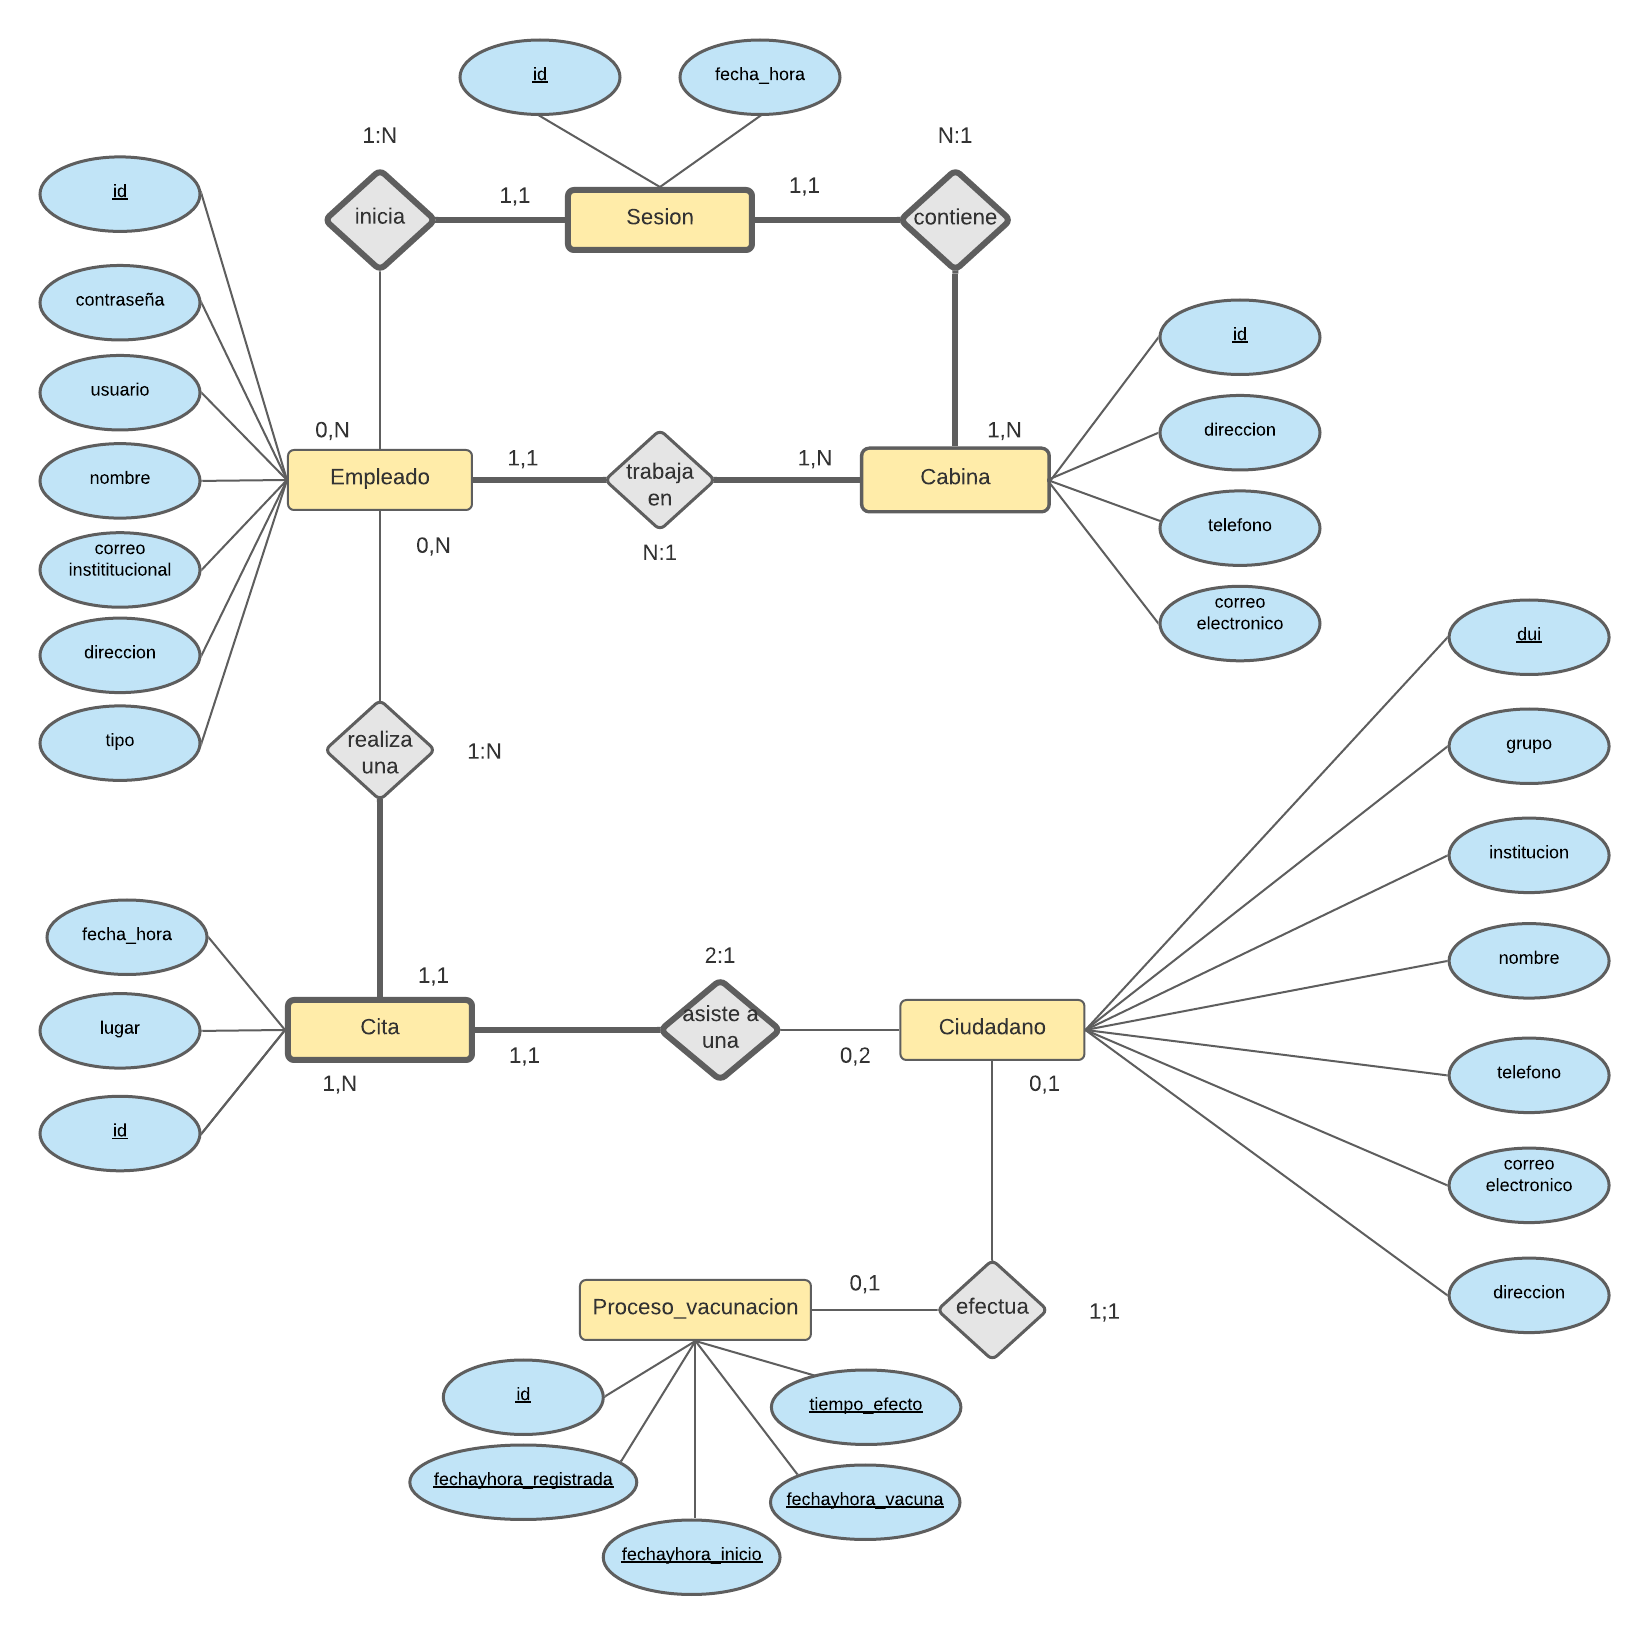 id
fecha_hora
1:N
N:1
id
1,1
1,1
inicia
Sesion
contiene
contraseña
id
usuario
direccion
0,N
1,N
nombre
Empleado
1,1
trabaja
en
1,N
Cabina
telefono
correo
instititucional
0,N
N:1
correo
electronico
direccion
dui
tipo
realiza
una
1:N
grupo
institucion
fecha_hora
2:1
nombre
1,1
lugar
Cita
asiste a
una
Ciudadano
1,1
0,2
telefono
1,N
0,1
id
correo
electronico
0,1
Proceso_vacunacion
efectua
1;1
direccion
id
tiempo_efecto
fechayhora_registrada
fechayhora_vacuna
fechayhora_inicio